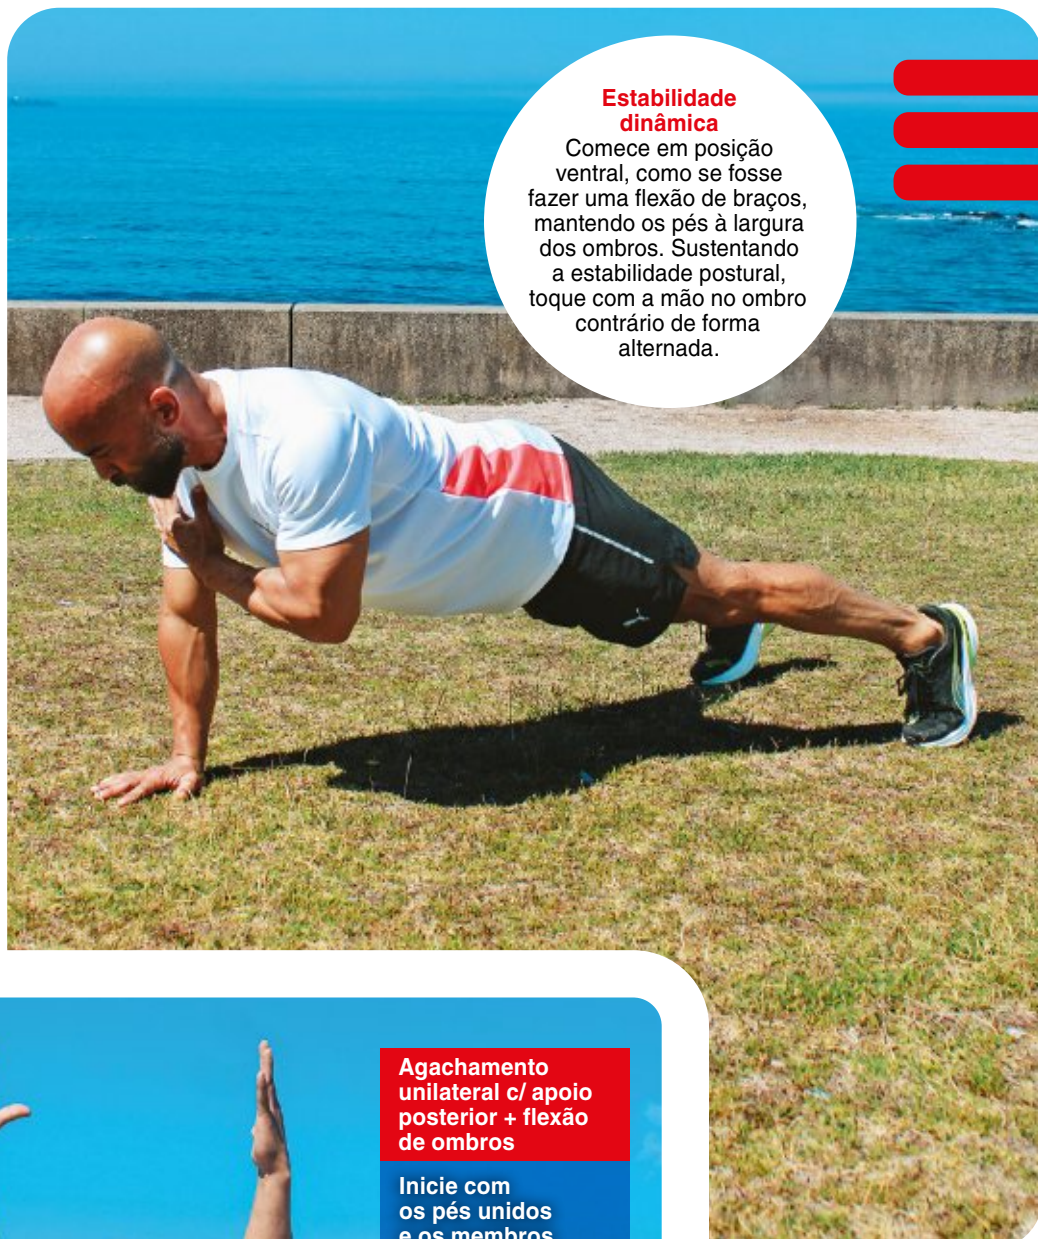 Estabilidade
dinâmica
Comece em posição
ventral, como se fosse
fazer uma flexão de braços,
mantendo os pés à largura
dos ombros. Sustentando
a estabilidade postural,
toque com a mão no ombro
contrário de forma
alternada.
Agachamento
unilateral c/ apoio
posterior + flexão
de ombros
Inicie com
os pés unidos
e os membros